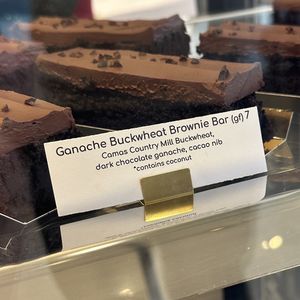 Ganache Buckwheat Brownie Bar (gf) 7
Camas Country Mill Buckwheat,
dark chocolate ganache, cacao nib
*contains coconut